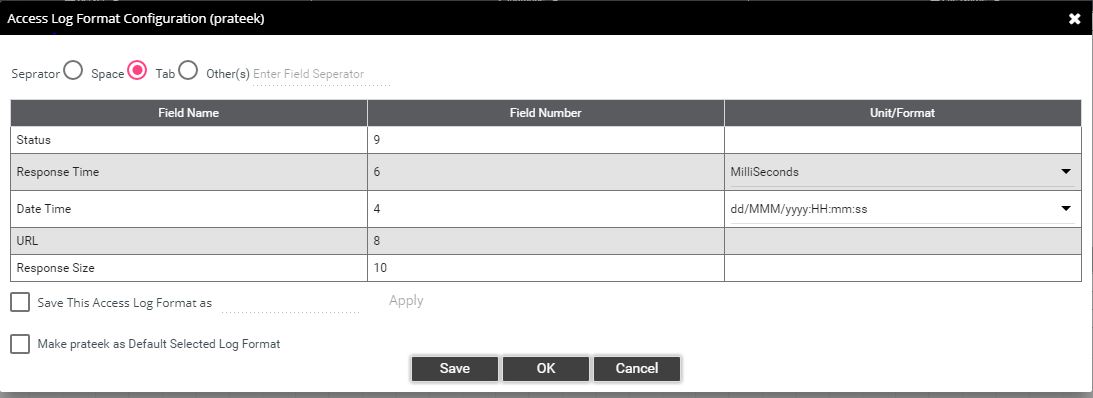 Access Log Format Configuration (prateek)
Seprator Space Tab Other(s) Enter Field Seperator
Field Name Field Number Unit/Format
Status 9
Response Time 6 MilliSeconds
Date Time 4 dd/MMM/yyyy:HH:mm:ss
URL 8
Response Size 10
Save This Access Log Format as Apply
Make prateek as Default Selected Log Format
Save OK Cancel